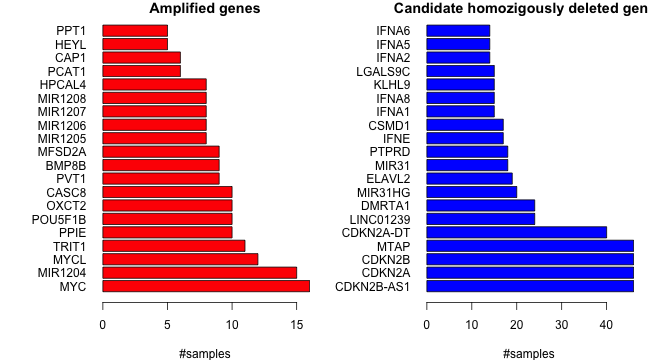 Amplified genes
PPT1
HEYL
CAP1
PCAT1
HPCAL4
MIR1208
MIR1207
MIR1206
MIR1205
MFSD2A
BMP8B
PVT1
CASC8
OXCT2
POU5F1B
PPIE
TRIT1
MYCL
MIR1204
MYC
0 5 10 15
#samples
Candidate homozigously deleted gen
IFNA6
IFNA5
IFNA2
LGALS9C
KLHL9
IFNA8
IFNA1
CSMD1
IFNE
PTPRD
MIR31
ELAVL2
MIR31HG
DMRTA1
LINC01239
CDKN2A-DT
MTAP
CDKN2B
CDKN2A
CDKN2B-AS1
0 10 20 30 40
#samples